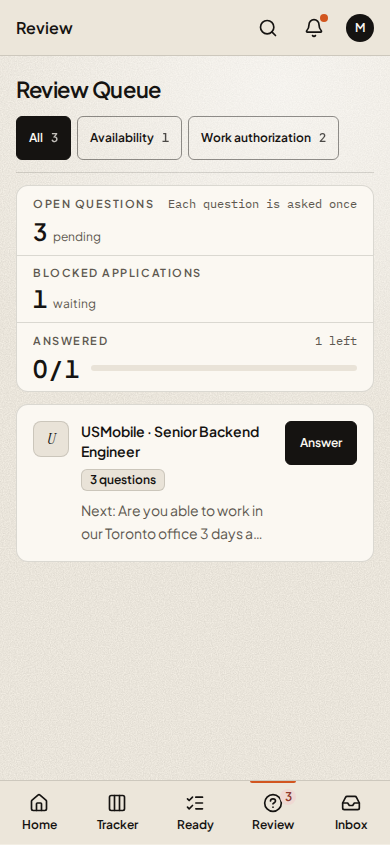 Review
M
Review Queue
All 3
Availability 1
Work authorization 2
OPEN QUESTIONS Each question is asked once
3 pending
BLOCKED APPLICATIONS
1 waiting
ANSWERED 1 left
0/1
U
USMobile · Senior Backend
Engineer
Answer
3 questions
Next: Are you able to work in
our Toronto office 3 days a…
3
Home
Tracker
Ready
Review
Inbox